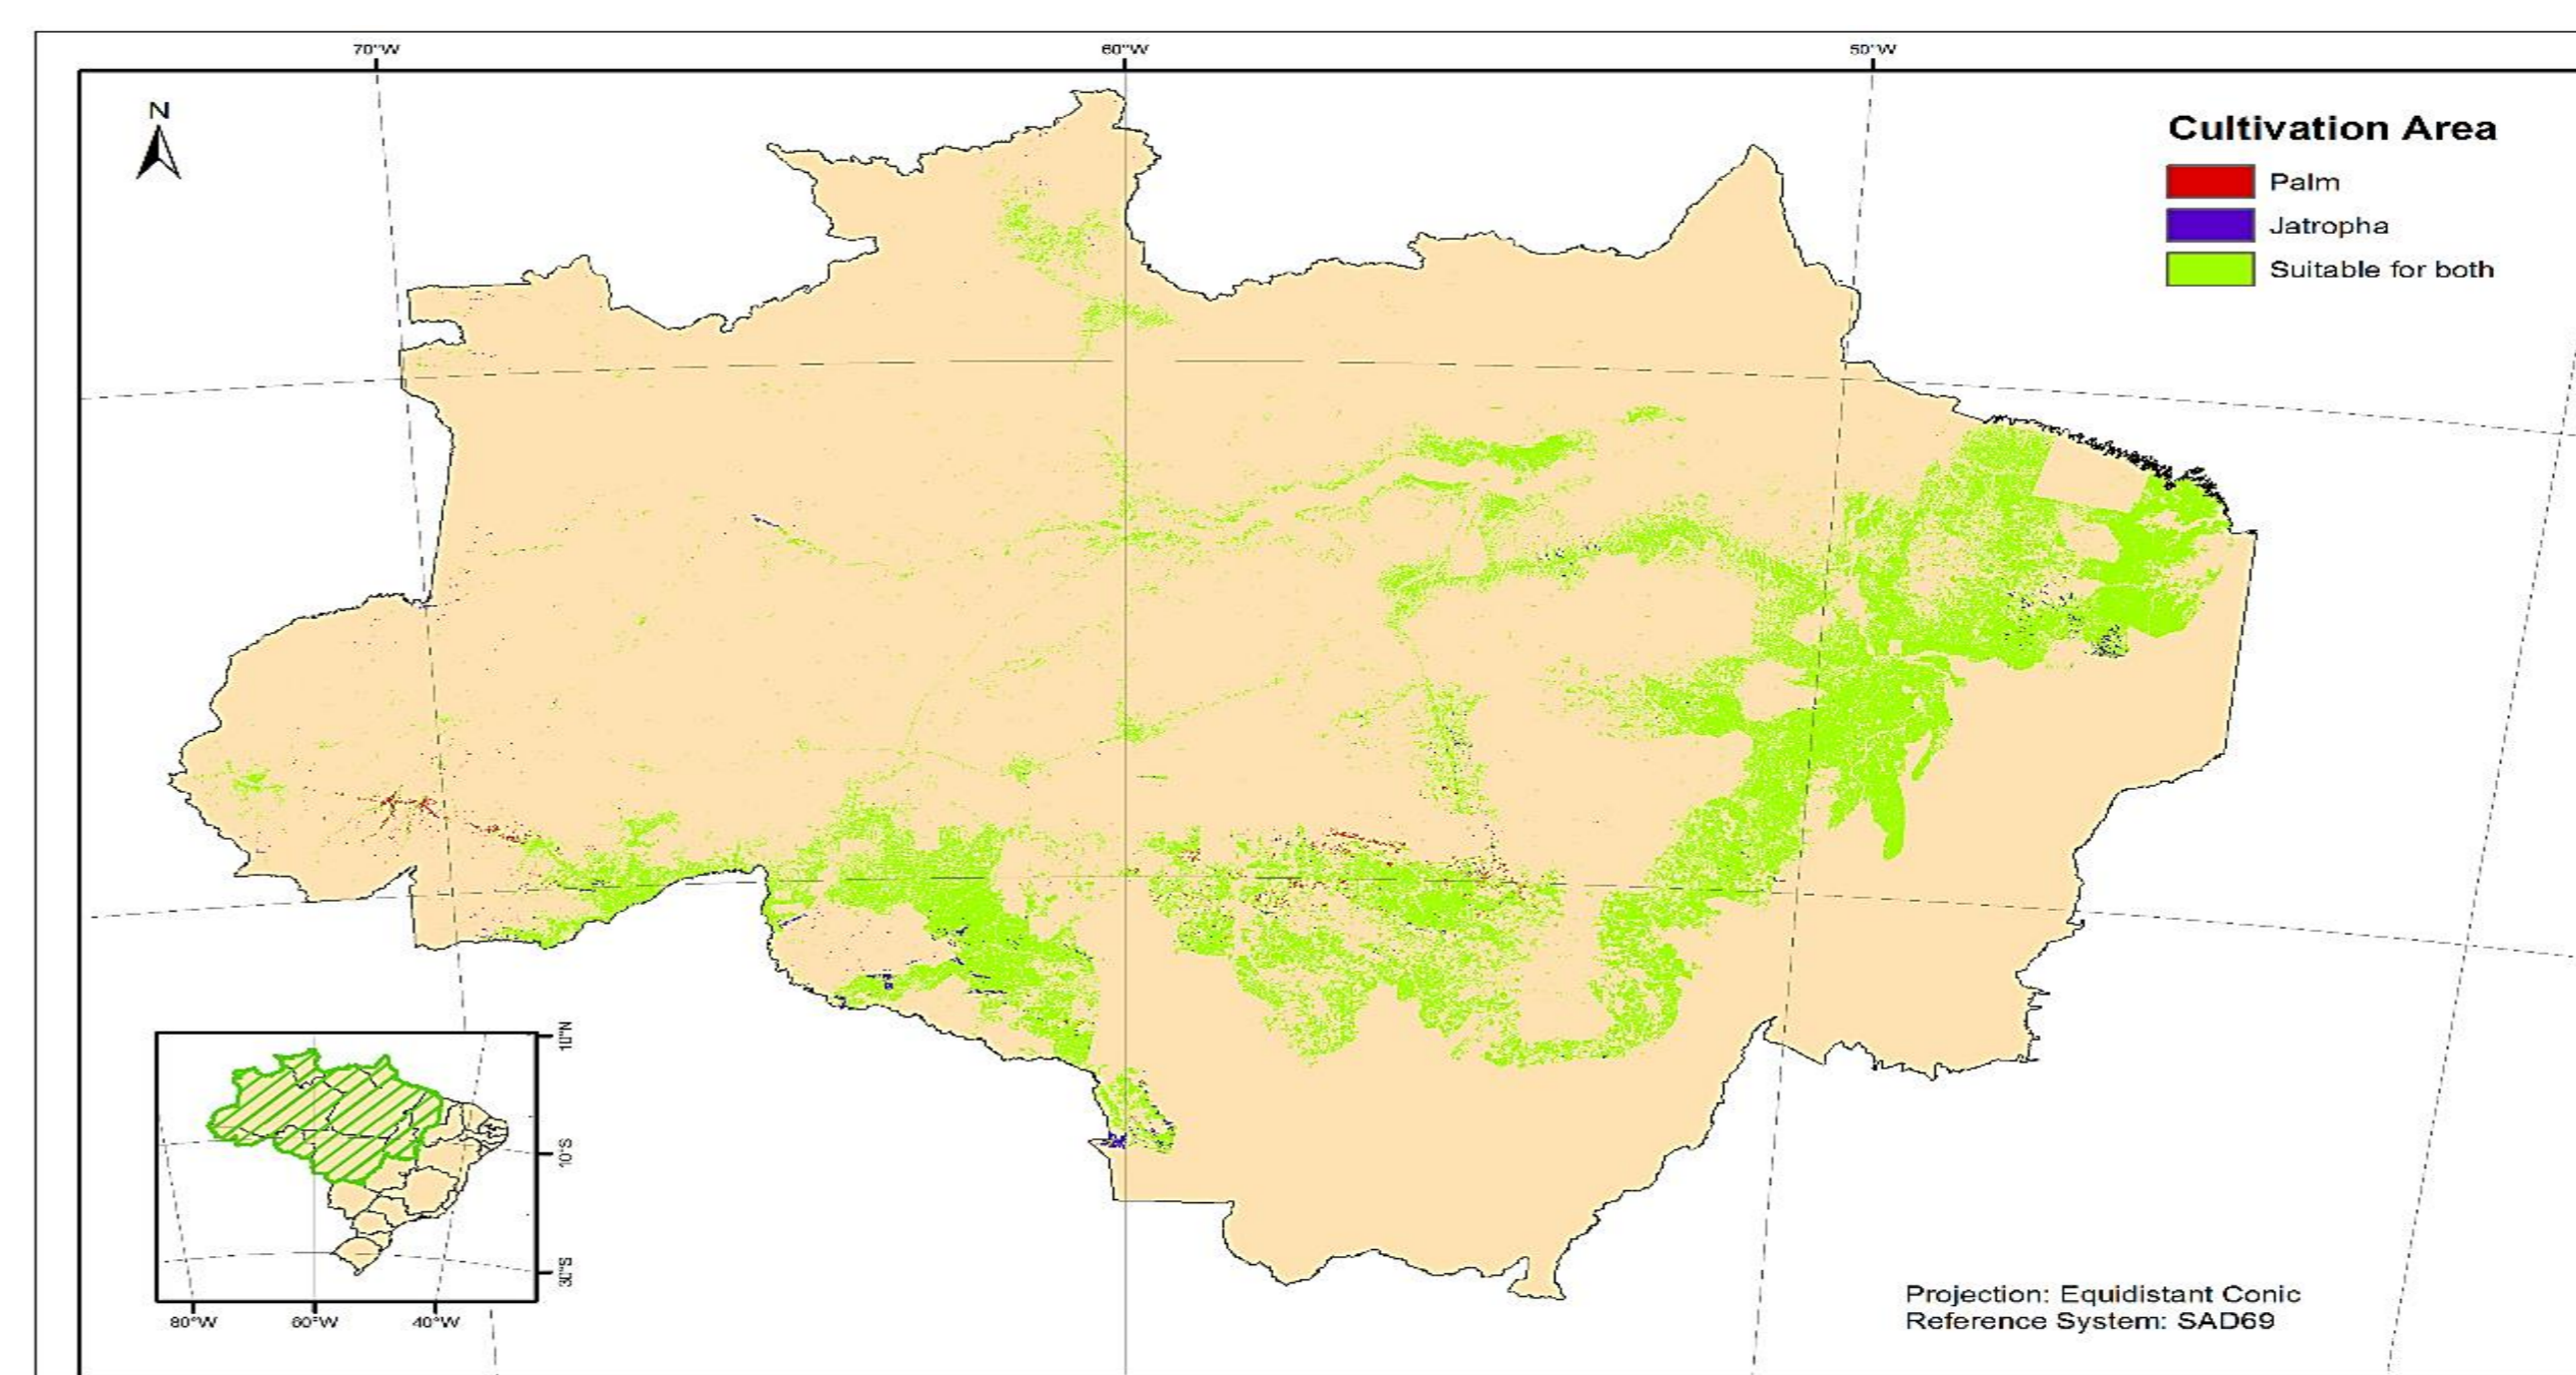 70°W
60°W
50°W
N
Cultivation Area
Palm
Jatropha
Suitable for both
10°N
10°S
30°S
80°W
60°W
40°W
Projection: Equidistant Conic
Reference System: SAD69